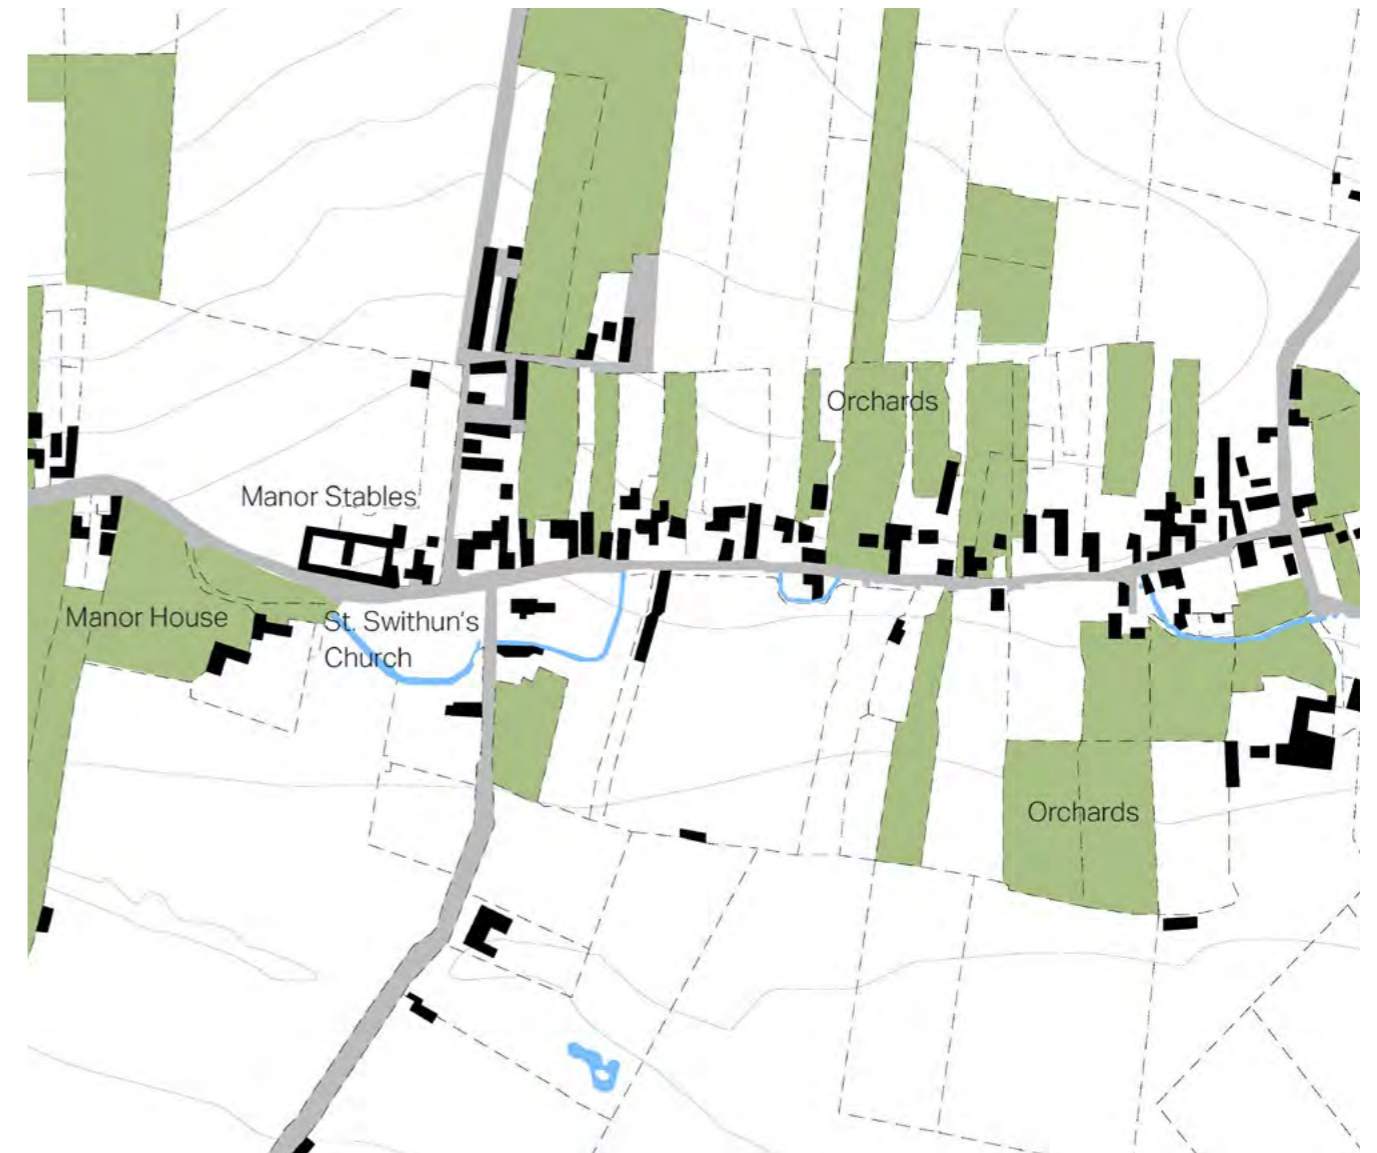 Orchards
Manor Stables
Manor House
St. Swithun's
Church
Orchards